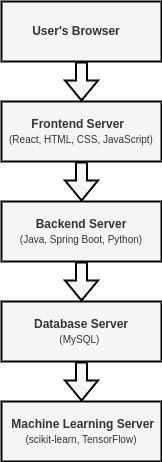 User's Browser
Frontend Server
(React, HTML, CSS, JavaScript)
Backend Server
(Java, Spring Boot, Python)
Database Server
(MySQL)
Machine Learning Server
(scikit-learn, TensorFlow)